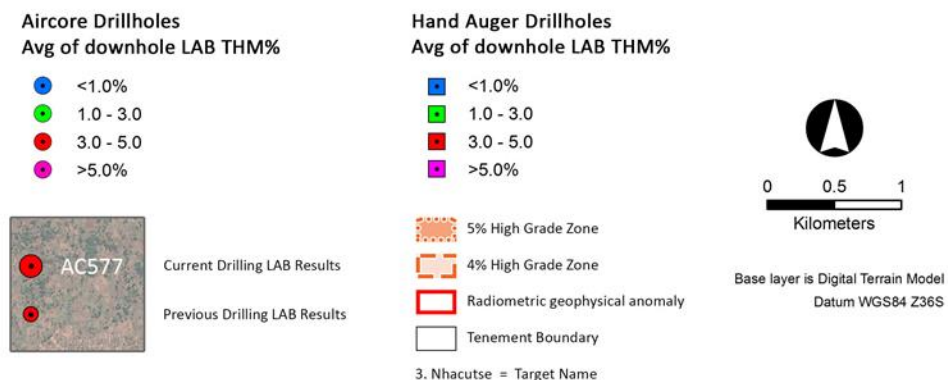 Aircore Drillholes
Avg of downhole LAB THM%
<1.0%
1.0 - 3.0
3.0 - 5.0
>5.0%
AC577
Current Drilling LAB Results
Previous Drilling LAB Results
Hand Auger Drillholes
Avg of downhole LAB THM%
<1.0%
1.0 - 3.0
3.0 - 5.0
>5.0%
5% High Grade Zone
4% High Grade Zone
Radiometric geophysical anomaly
Tenement Boundary
3. Nhacutse = Target Name
0 0.5 1
Kilometers
Base layer is Digital Terrain Model
Datum WGS84 Z36S